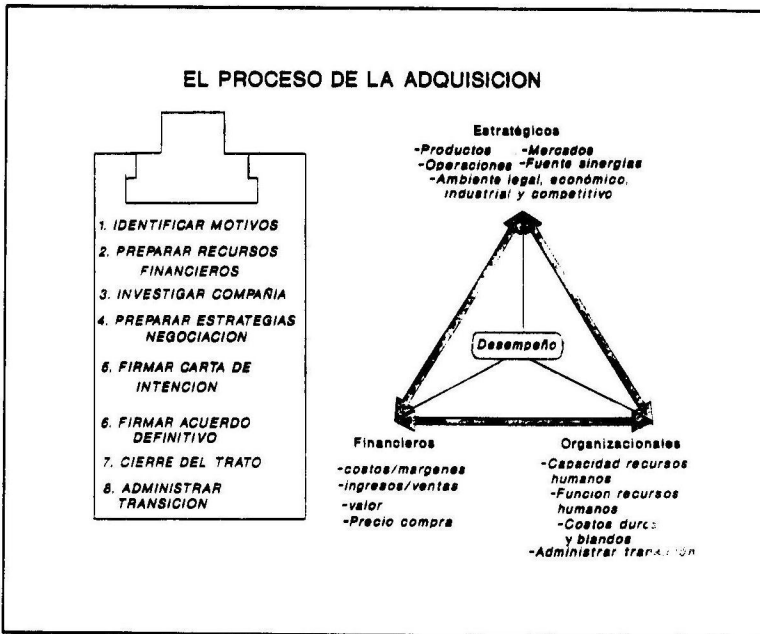 EL PROCESO DE LA ADQUISICION
1. IDENTIFICAR MOTIVOS
2. PREPARAR RECURSOS
FINANCIEROS
3. INVESTIGAR COMPAÑIA
4. PREPARAR ESTRATEGIAS
NEGOCIACION
5. FIRMAR CARTA DE
INTENCION
6. FIRMAR ACUERDO
DEFINITIVO
7. CIERRE DEL TRATO
8. ADMINISTRAR
TRANSICION
Estratégicos
-Productos -Mercados
-Operaciones -Fuente sinergias
-Ambiente legal, económico,
industrial y competitivo
Desempeño
Financieros
-costos/margenes
-ingresos/ventas
-valor
-Precio compra
Organizacionales
-Capacidad recursos
humanos
-Funcion recursos
humanos
-Costos duros
y blandos
-Administrar transición